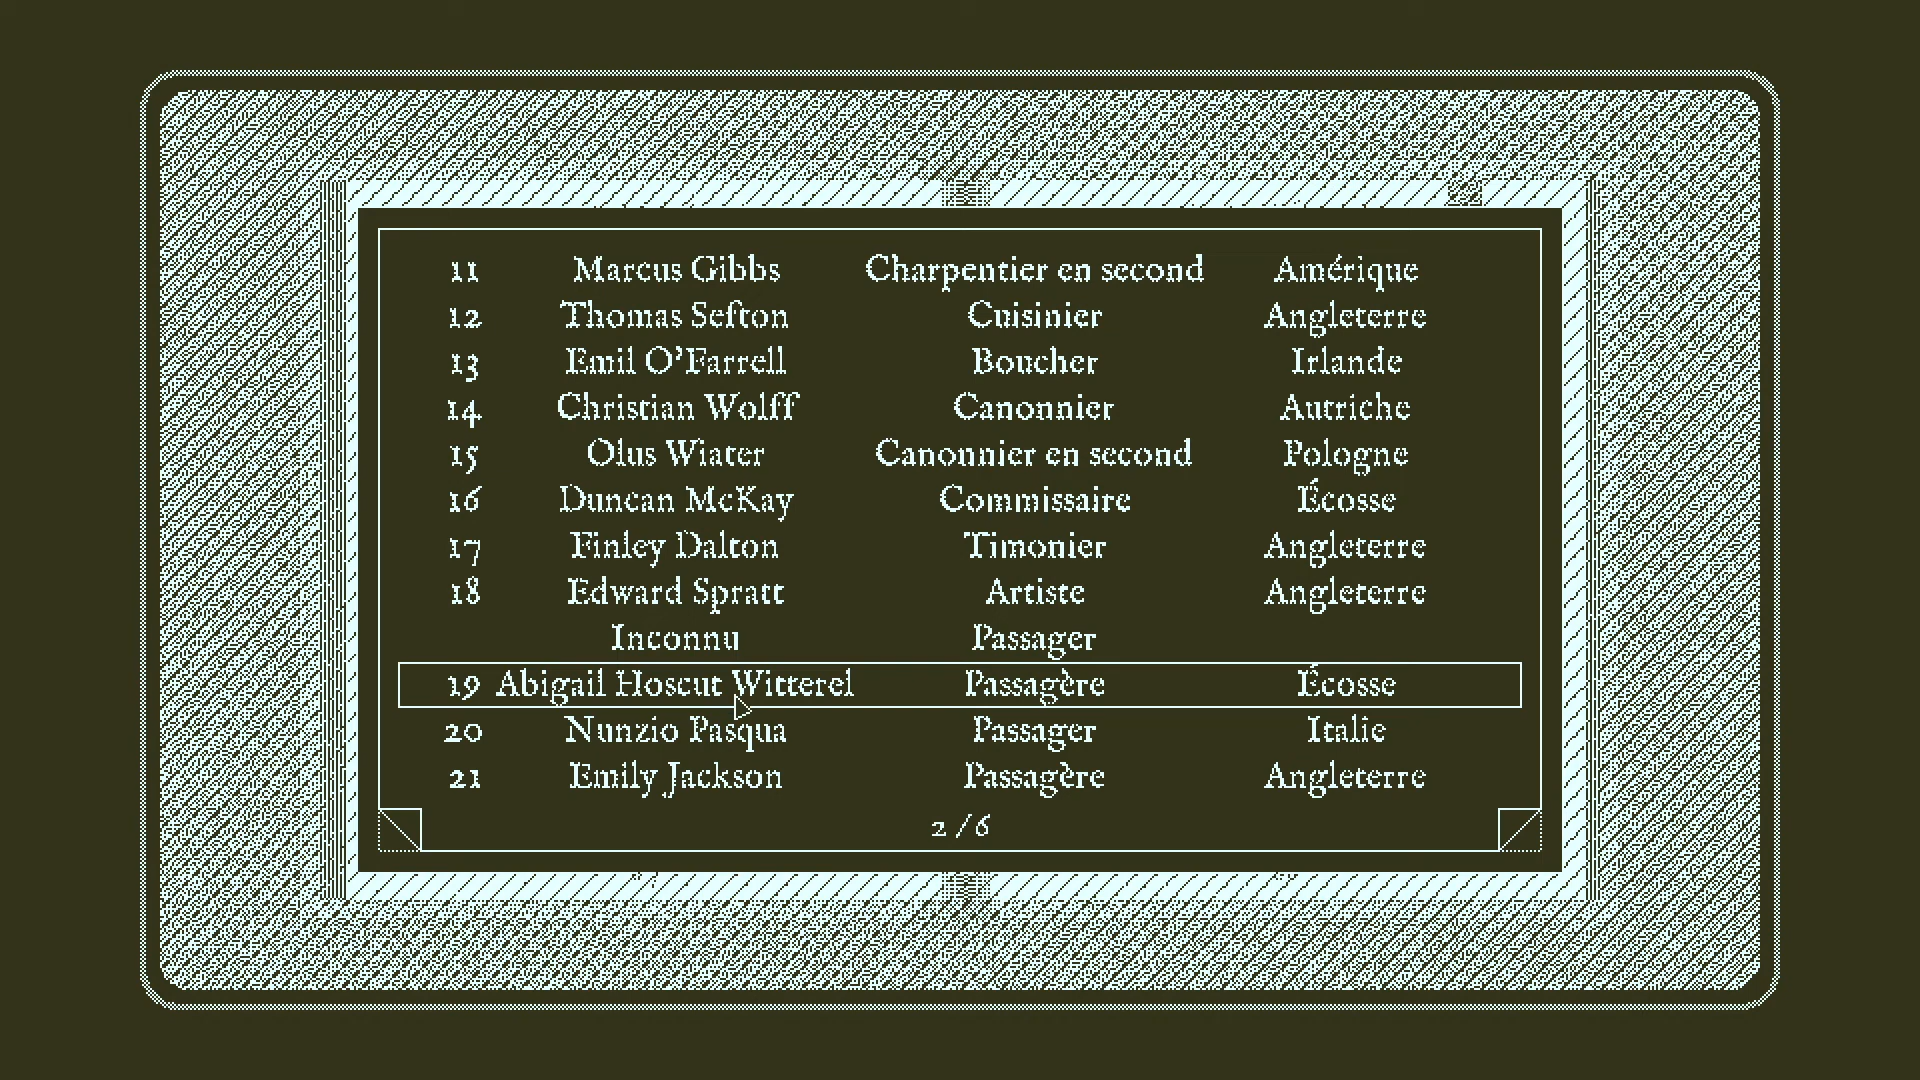 11 Marcus Gibbs Charpentier en second Amérique
12 Thomas Sefton Cuisinier Angleterre
13 Emil O'Farrell Boucher Irlande
14 Christian Wolff Canonnier Autriche
15 Olus Wiater Canonnier en second Pologne
16 Duncan McKay Commissaire Écosse
17 Finley Dalton Timonier Angleterre
18 Edward Spratt Artiste Angleterre
Inconnu Passager
19 Abigail Hoscut Witterel Passagère Écosse
20 Nunzio Pasqua Passager Italie
21 Emily Jackson Passagère Angleterre
2 / 6